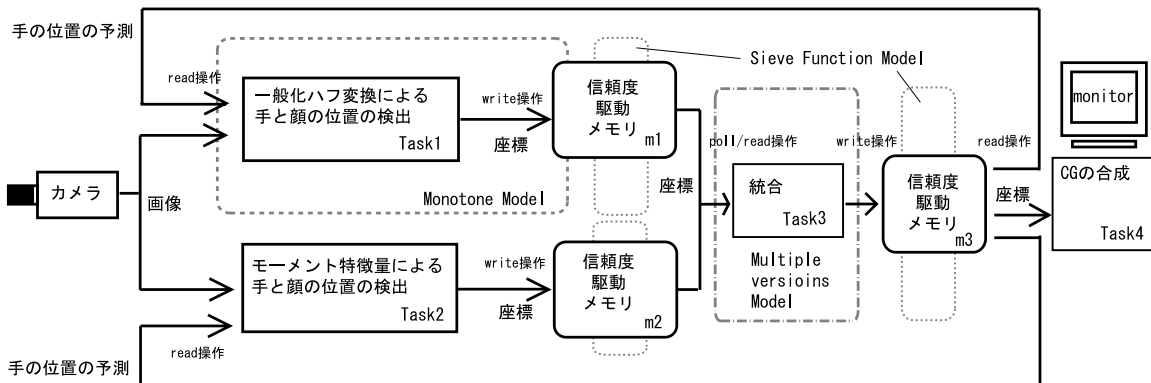 手の位置の予測
read操作
一般化ハフ変換による
手と顔の位置の検出
Task1
write操作
座標
信頼度
駆動
メモリ
m1
Sieve Function Model
monitor
Monotone Model
カメラ
画像
座標
poll/read操作
統合
Task3
Multiple
versioins
Model
write操作
信頼度
駆動
メモリ
m3
read操作
座標
CGの合成
Task4
モーメント特徴量による
手と顔の位置の検出
Task2
write操作
座標
信頼度
駆動
メモリ
m2
read操作
手の位置の予測